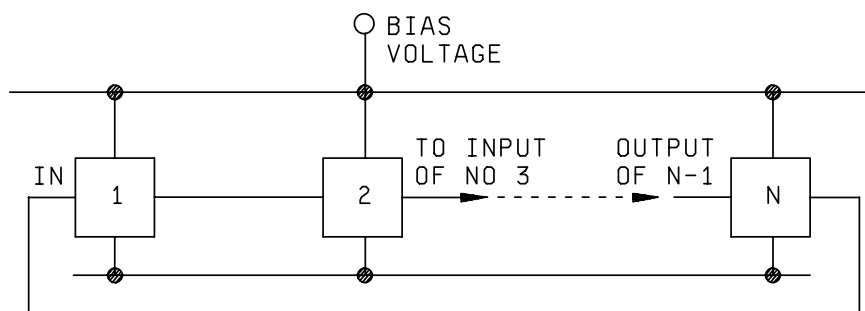 BIAS
VOLTAGE
TO INPUT
OF NO 3
OUTPUT
OF N-1
IN
1
2
N